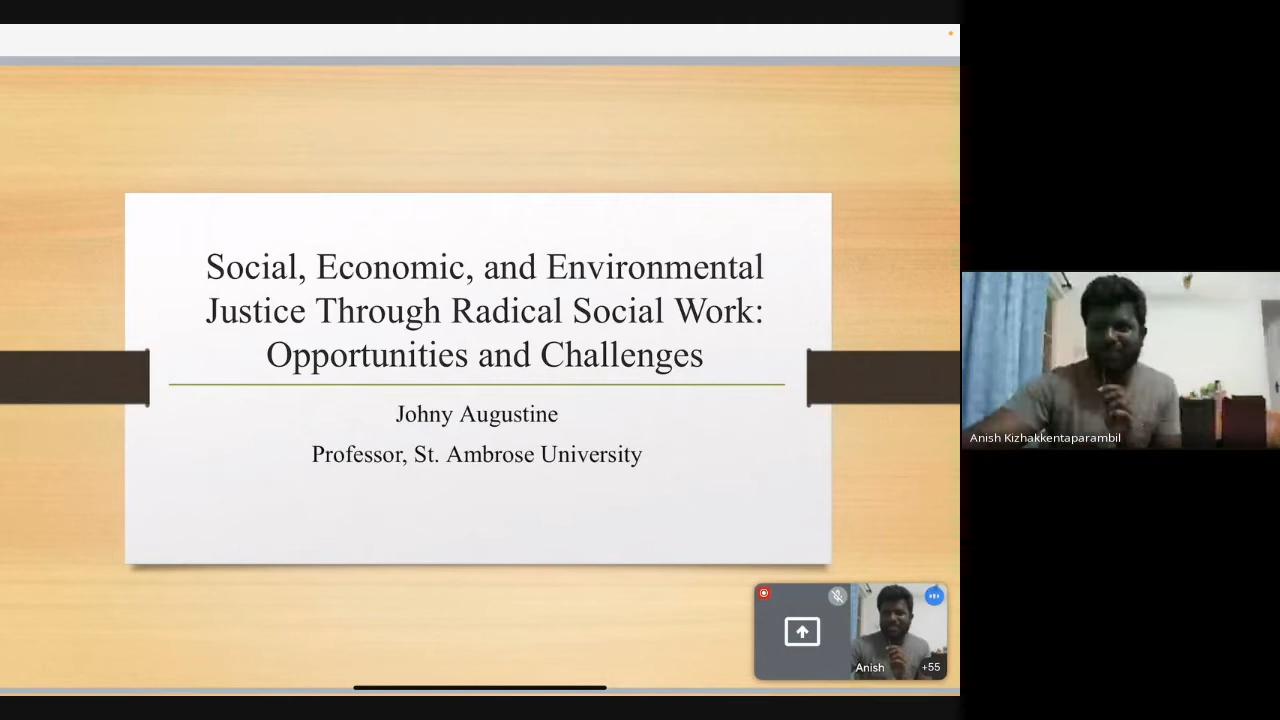 Social, Economic, and Environmental
Justice Through Radical Social Work:
Opportunities and Challenges
Johny Augustine
Professor, St. Ambrose University
Anish Kizhakkentaparambil
Anish
+55